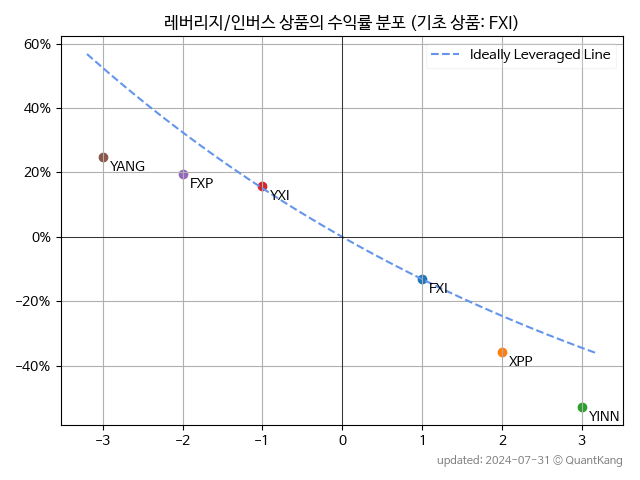 레버리지/인버스 상품의 수익률 분포 (기초 상품: FXI)
60%
Ideally Leveraged Line
40%
20%
YANG
FXP
YXI
0%
FXI
-20%
-40%
XPP
YINN
-3 -2 -1 0 1 2 3
updated: 2024-07-31 © QuantKang